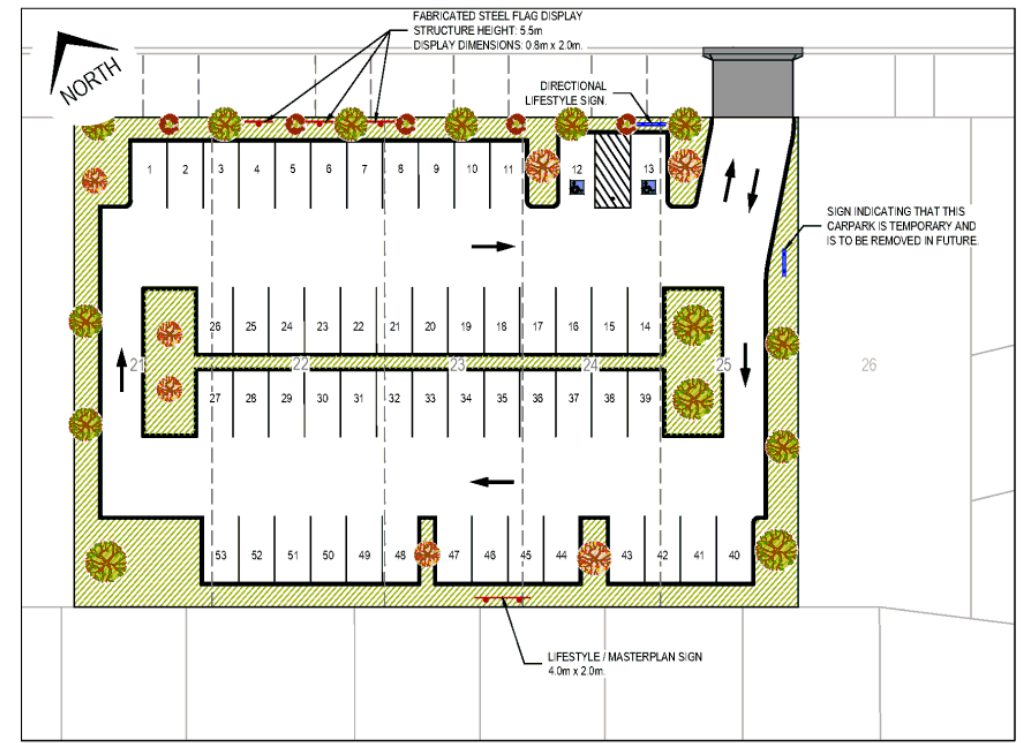 FABRICATED STEEL FLAG DISPLAY
STRUCTURE HEIGHT: 5.5m
DISPLAY DIMENSIONS: 0.8m x 2.0m.
NORTH
DIRECTIONAL
LIFESTYLE SIGN.
1 2 3 4 5 6 7 8 9 10 11 12 13
SIGN INDICATING THAT THIS
CARPARK IS TEMPORARY AND
IS TO BE REMOVED IN FUTURE.
26 25 24 23 22 21 20 19 18 17 16 15 14
21 22 23 24 25 26
27 28 29 30 31 32 33 34 35 36 37 38 39
53 52 51 50 49 48 47 46 45 44 43 42 41 40
LIFESTYLE / MASTERPLAN SIGN
4.0m x 2.0m.